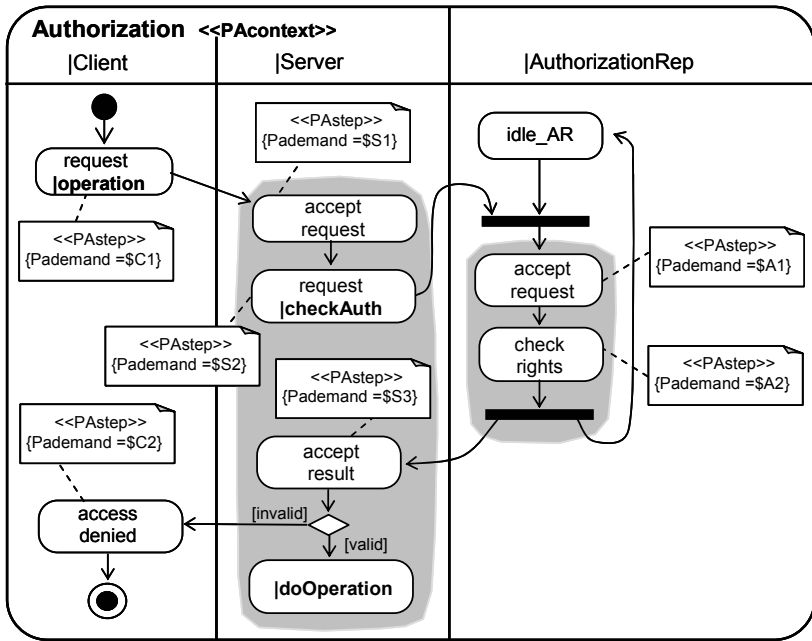 Authorization <<PAcontext>>
|Client
|Server
|AuthorizationRep
<<PAstep>>
{Pademand =$S1}
idle_AR
request
|operation
accept
request
<<PAstep>>
{Pademand =$C1}
<<PAstep>>
{Pademand =$A1}
accept
request
request
|checkAuth
<<PAstep>>
{Pademand =$S2}
check
rights
<<PAstep>>
{Pademand =$A2}
<<PAstep>>
{Pademand =$S3}
<<PAstep>>
{Pademand =$C2}
accept
result
access
denied
[invalid]
[valid]
|doOperation